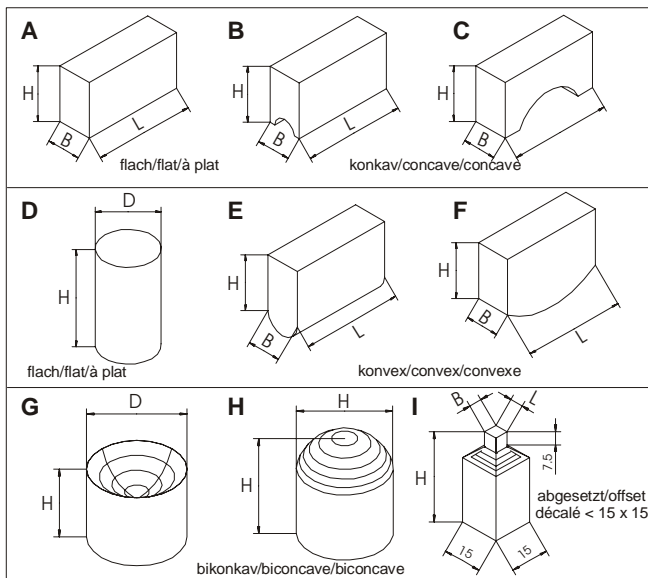 A
B
C
H
B
L
H
B
L
H
B
L
flach/flat/à plat
konkav/concave/concave
D
E
F
D
H
H
B
L
H
B
L
flach/flat/à plat
konvex/convex/convexe
G
H
I
D
H
H
H
B
L
H
7.5
15
15
abgesetzt/offset
décalé < 15 x 15
bikonkav/biconcave/biconcave